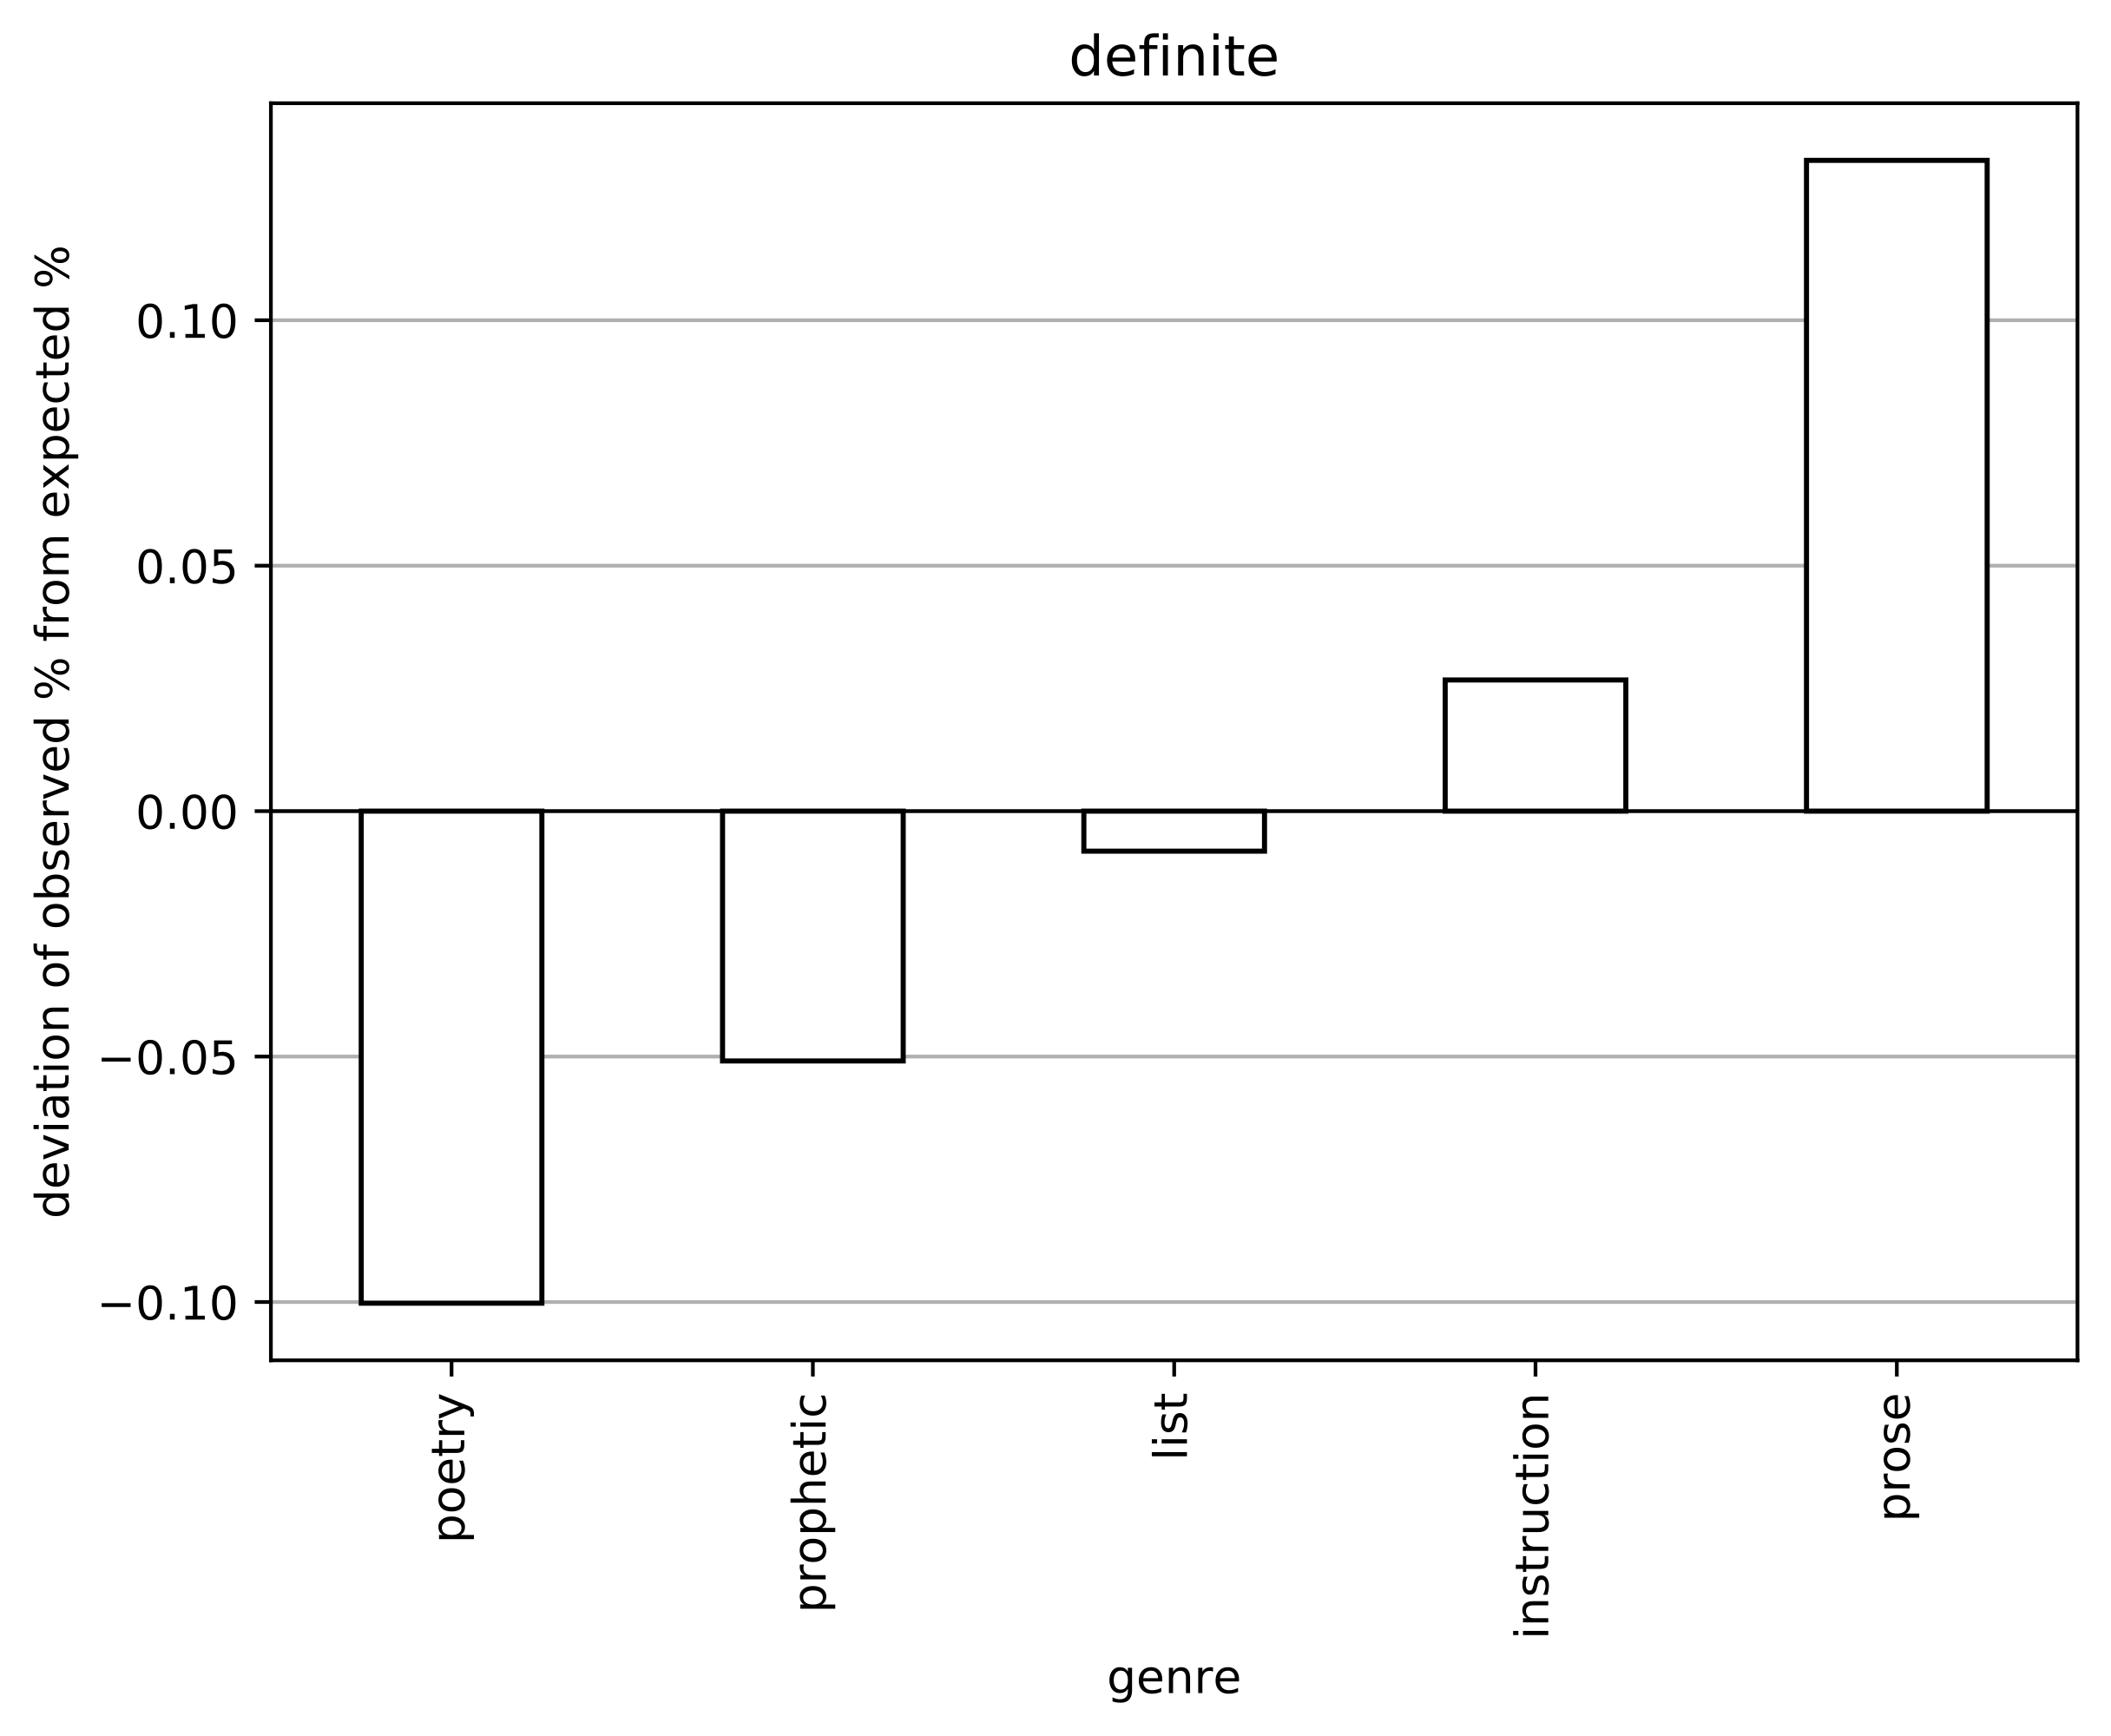 definite
deviation of observed % from expected %
0.10
0.05
0.00
−0.05
−0.10
poetry
prophetic
list
instruction
prose
genre